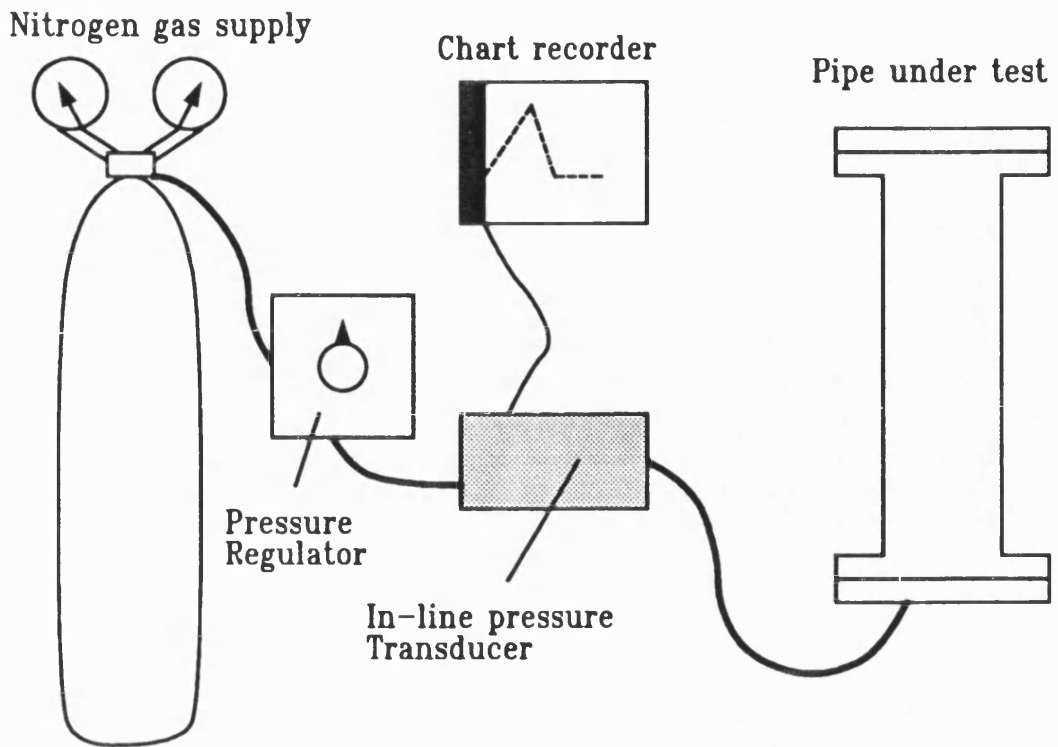 Nitrogen gas supply
Chart recorder
Pipe under test
Pressure
Regulator
In-line pressure
Transducer